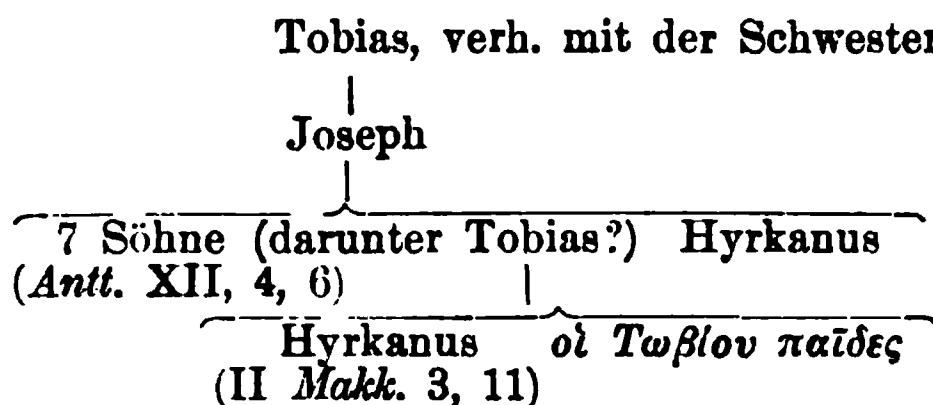 Tobias, verh. mit der Schwester
Joseph
7 Söhne (darunter Tobias?) Hyrkanus
(Antt. XII, 4, 6)
Hyrkanus οἱ Τωβίου παῖδες
(II Makk. 3, 11)